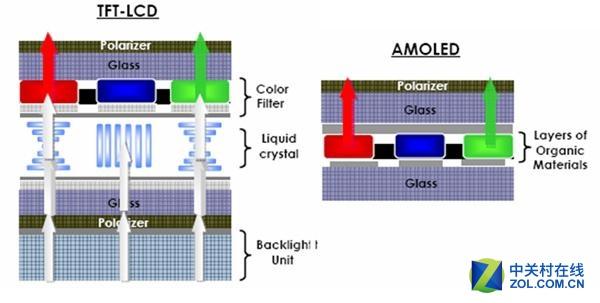 TFT-LCD
Polarizer
Glass
Color
Filter
Liquid
crystal
Glass
Polarizer
Backlight
Unit
AMOLED
Polarizer
Glass
Layers of
Organic
Materials
Glass
中关村在线
ZOL.COM.CN